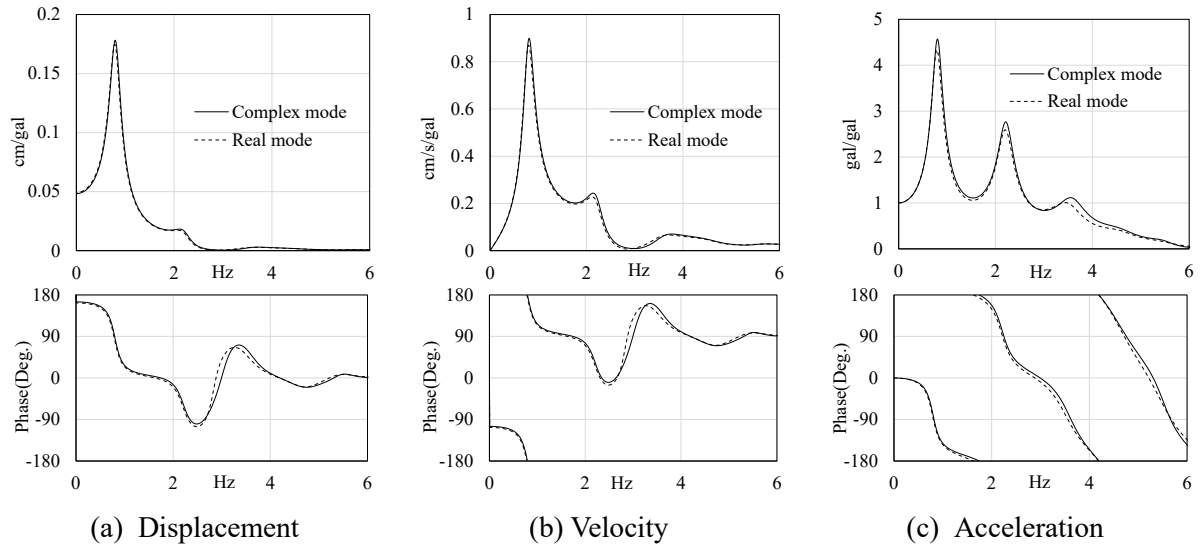 0.2
0.15
0.1
0.05
0
cm/gal
Complex mode
Real mode
0
2
4
6
Hz
180
90
0
-90
-180
Phase(Deg.)
0
2
4
6
Hz
(a) Displacement
1
0.8
0.6
0.4
0.2
0
cm/s/gal
Complex mode
Real mode
0
2
4
6
Hz
180
90
0
-90
-180
Phase(Deg.)
0
2
4
6
Hz
(b) Velocity
5
4
3
2
1
0
gal/gal
Complex mode
Real mode
0
2
4
6
Hz
180
90
0
-90
-180
Phase(Deg.)
0
2
4
6
Hz
(c) Acceleration